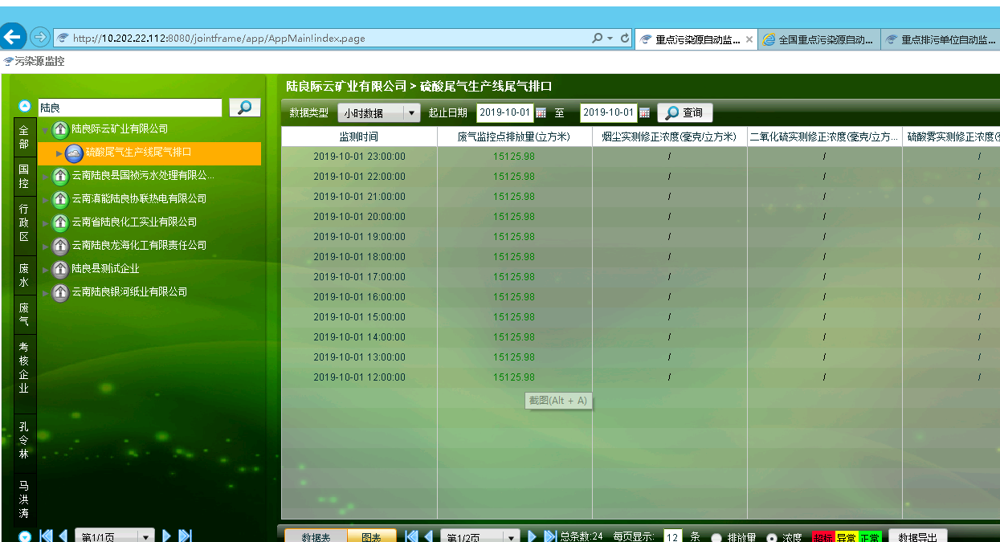 http://10.202.22.112:8080/jointframe/app/AppMain!index.page
重点污染源自动监...
全国重点污染源自动...
重点排污单位自动监...
污染源监控
陆良
全部
国控
行政区
废水
废气
考核企业
孔令林
马洪涛
陆良际云矿业有限公司
硫酸尾气生产线尾气排口
云南陆良县国祯污水处理有限公...
云南滇能陆良协联热电有限公司
云南省陆良化工实业有限公司
云南陆良龙海化工有限责任公司
陆良县测试企业
云南陆良银河纸业有限公司
第1/1页
陆良际云矿业有限公司 > 硫酸尾气生产线尾气排口
数据类型 小时数据 起止日期 2019-10-01 至 2019-10-01 查询
监测时间 废气监控点排放量(立方米) 烟尘实测修正浓度(毫克/立方米) 二氧化硫实测修正浓度(毫克/立方... 硫酸雾实测修正浓度(
2019-10-01 23:00:00 15125.98 / / /
2019-10-01 22:00:00 15125.98 / / /
2019-10-01 21:00:00 15125.98 / / /
2019-10-01 20:00:00 15125.98 / / /
2019-10-01 19:00:00 15125.98 / / /
2019-10-01 18:00:00 15125.98 / / /
2019-10-01 17:00:00 15125.98 / / /
2019-10-01 16:00:00 15125.98 / / /
2019-10-01 15:00:00 15125.98 / / /
2019-10-01 14:00:00 15125.98 / / /
2019-10-01 13:00:00 15125.98 / / /
2019-10-01 12:00:00 15125.98 / / /
截图(Alt + A)
数据表 图表 第1/2页 总条数:24 每页显示: 12 条 排放量 浓度 超标 异常 正常 数据导出